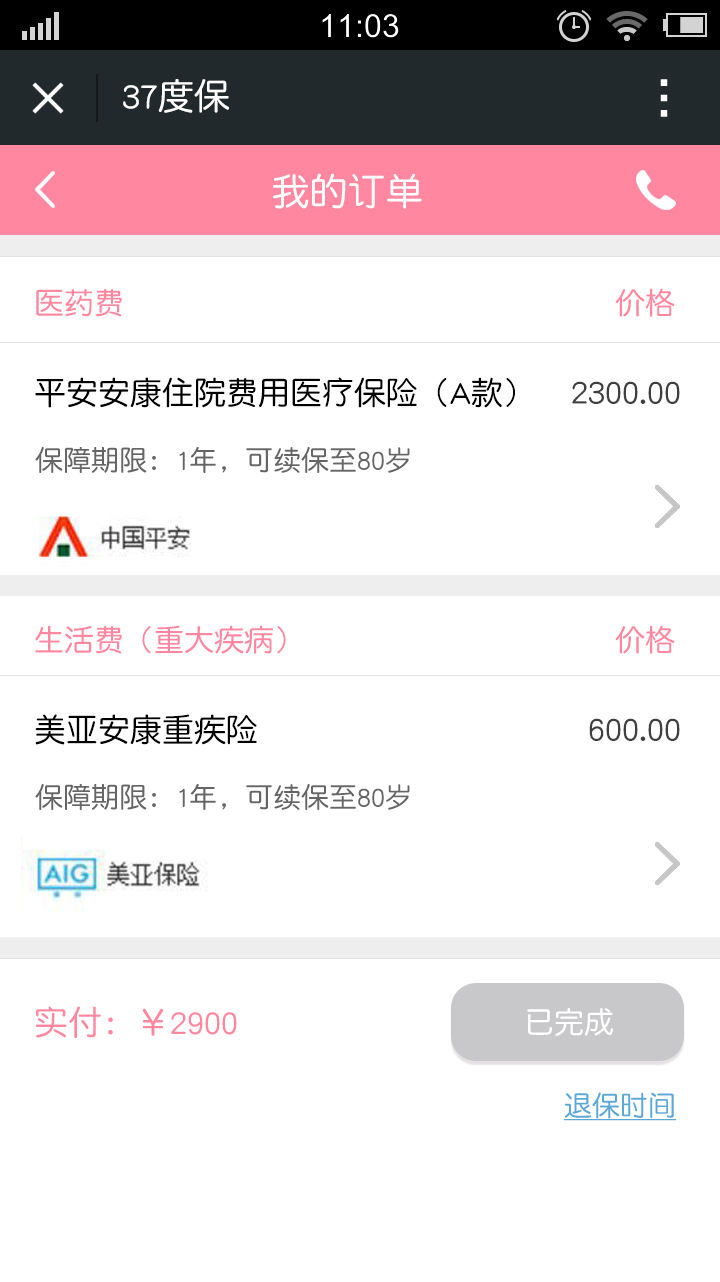 11:03
37度保
我的订单
医药费 价格
平安安康住院费用医疗保险（A款） 2300.00
保障期限：1年，可续保至80岁
中国平安
生活费（重大疾病） 价格
美亚安康重疾险 600.00
保障期限：1年，可续保至80岁
AIG 美亚保险
实付：￥2900 已完成
退保时间